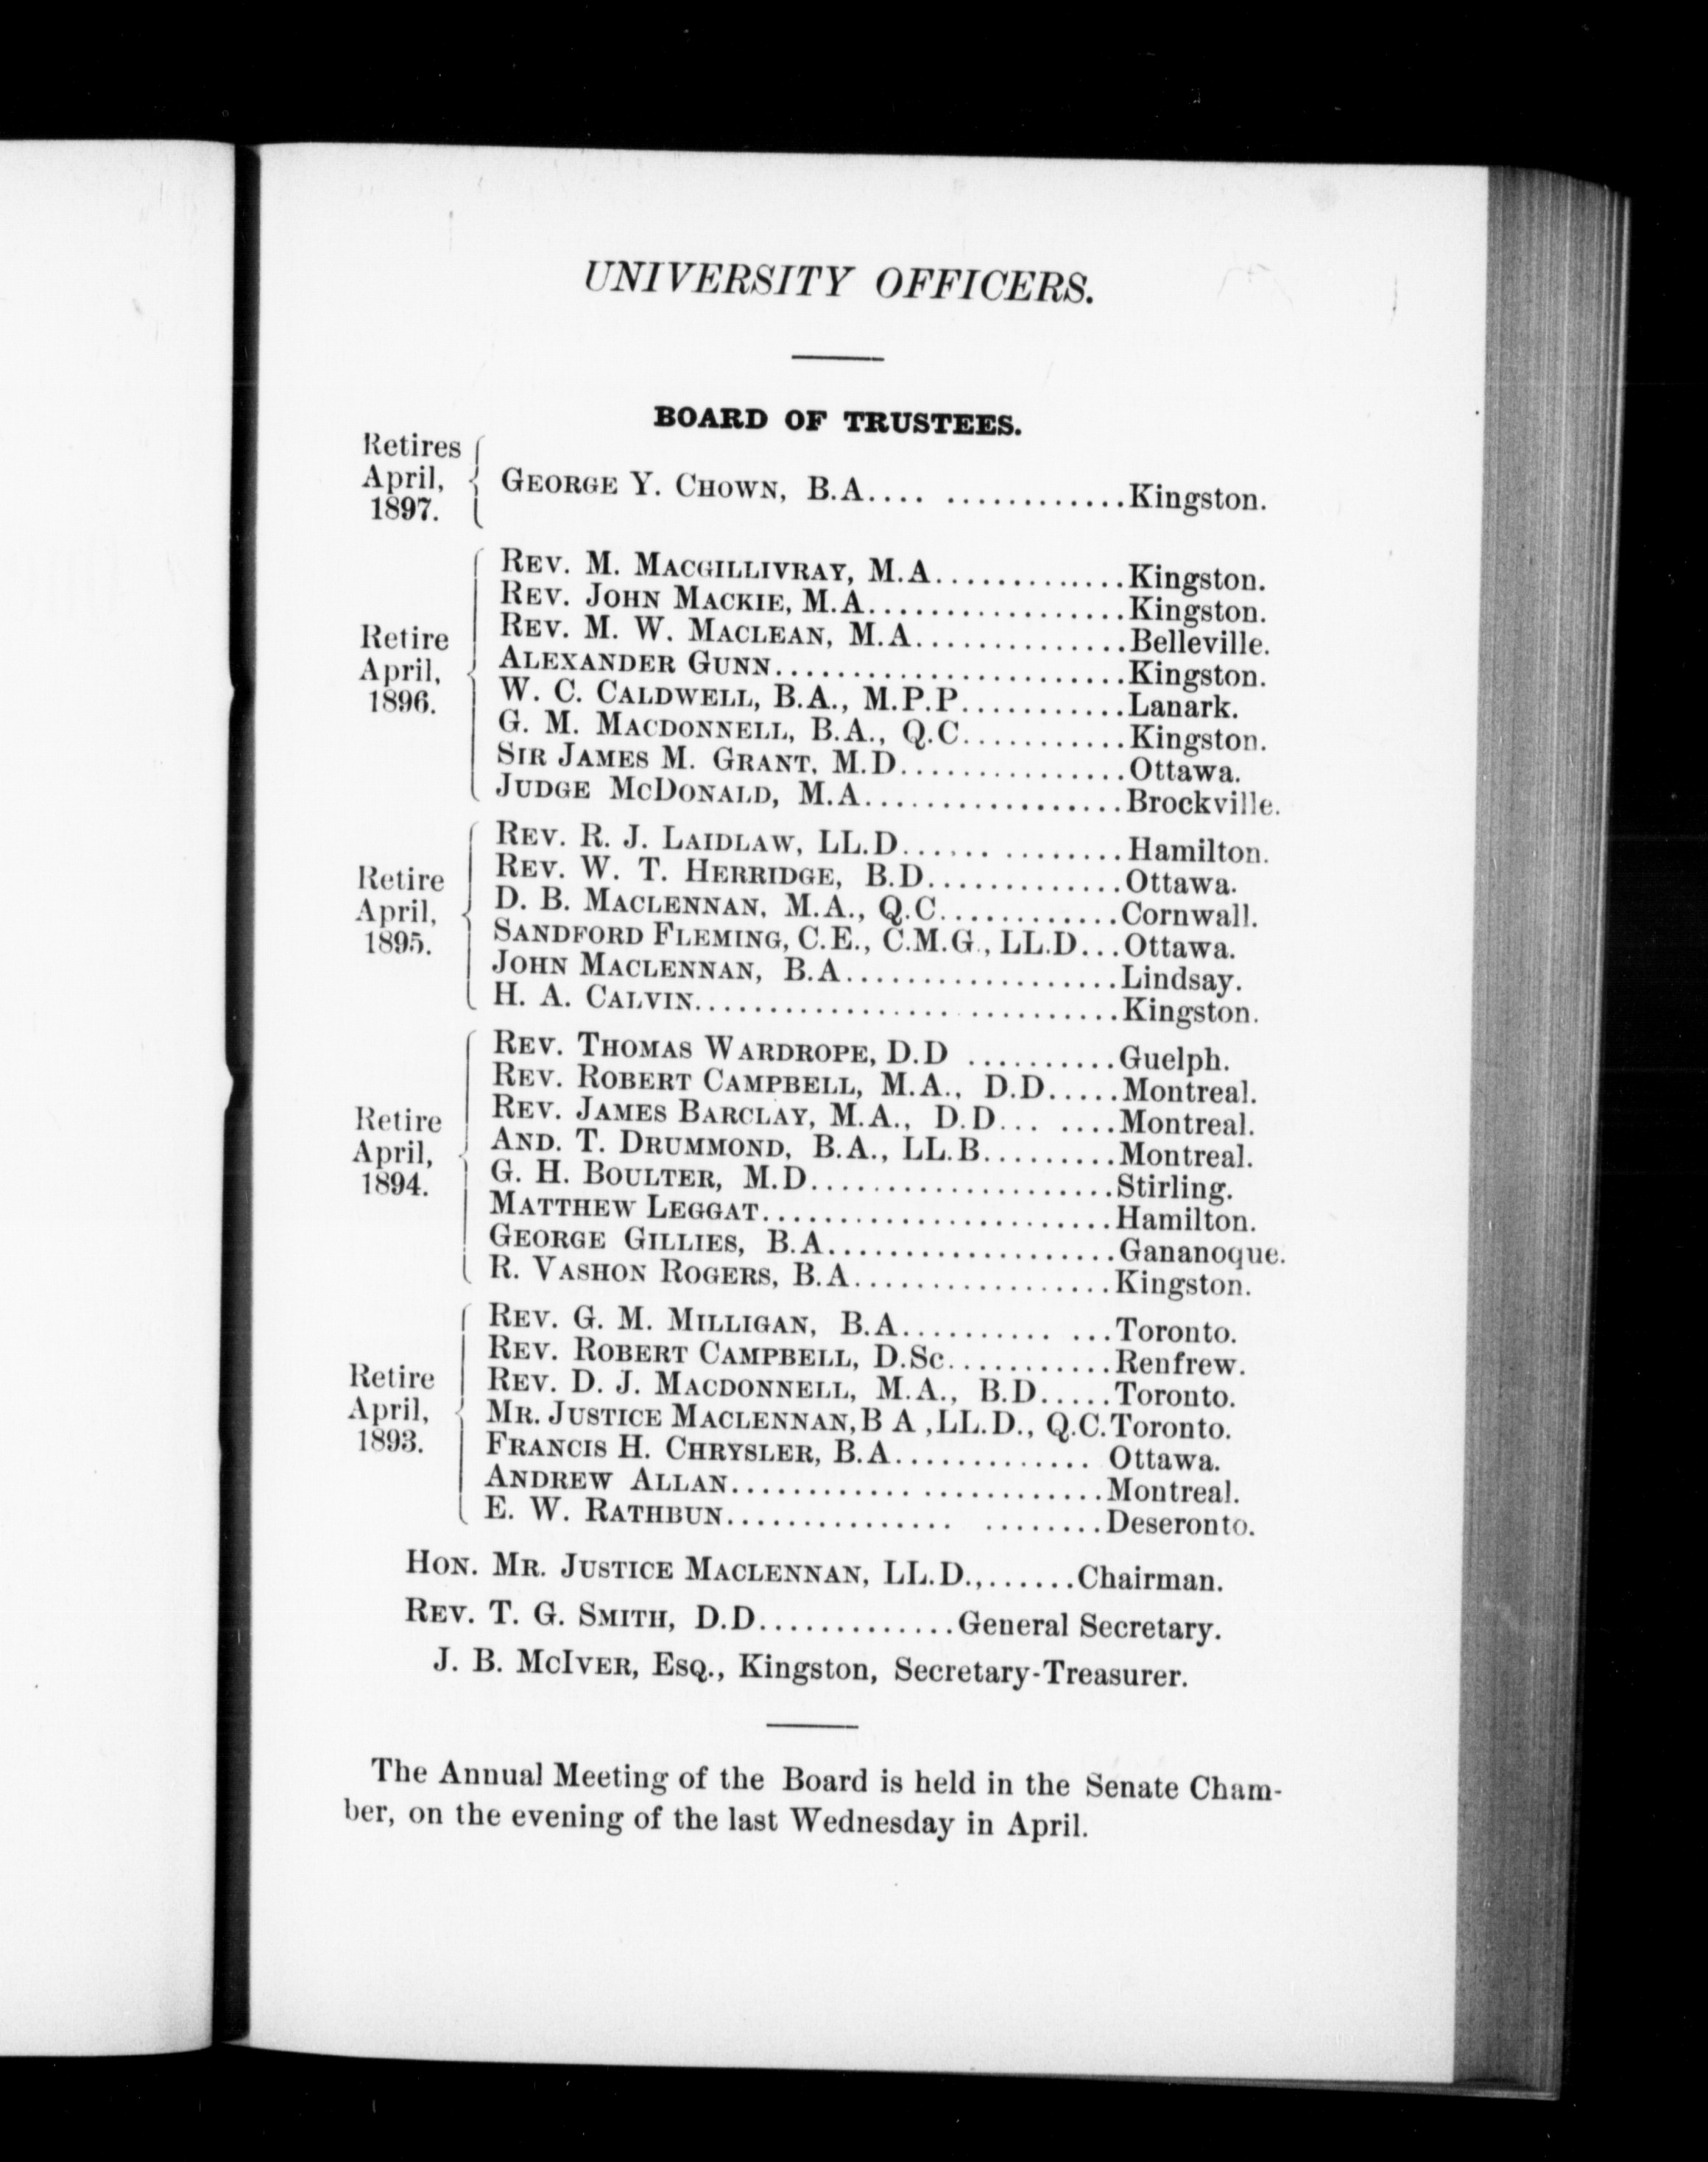 UNIVERSITY OFFICERS.
BOARD OF TRUSTEES.
Retires
April,
1897.
GEORGE Y. CHOWN, B.A.... ............Kingston.
Retire
April,
1896.
REV. M. MACGILLIVRAY, M.A.............Kingston.
REV. JOHN MACKIE, M.A.................Kingston.
REV. M. W. MACLEAN, M.A..............Belleville.
ALEXANDER GUNN.......................Kingston.
W. C. CALDWELL, B.A., M.P.P...........Lanark.
G. M. MACDONNELL, B.A., Q.C...........Kingston.
SIR JAMES M. GRANT, M.D...............Ottawa.
JUDGE MCDONALD, M.A.................Brockville.
Retire
April,
1895.
REV. R. J. LAIDLAW, LL.D...... .........Hamilton.
REV. W. T. HERRIDGE, B.D.............Ottawa.
D. B. MACLENNAN, M.A., Q.C............Cornwall.
SANDFORD FLEMING, C.E., C.M.G., LL.D...Ottawa.
JOHN MACLENNAN, B.A..................Lindsay.
H. A. CALVIN............................Kingston.
Retire
April,
1894.
REV. THOMAS WARDROPE, D.D ..........Guelph.
REV. ROBERT CAMPBELL, M.A., D.D.....Montreal.
REV. JAMES BARCLAY, M.A., D.D... ....Montreal.
AND. T. DRUMMOND, B.A., LL.B.........Montreal.
G. H. BOULTER, M.D....................Stirling.
MATTHEW LEGGAT.......................Hamilton.
GEORGE GILLIES, B.A...................Gananoque.
R. VASHON ROGERS, B.A.................Kingston.
Retire
April,
1893.
REV. G. M. MILLIGAN, B.A.......... ...Toronto.
REV. ROBERT CAMPBELL, D.Sc...........Renfrew.
REV. D. J. MACDONNELL, M.A., B.D.....Toronto.
MR. JUSTICE MACLENNAN, B A ,LL.D., Q.C.Toronto.
FRANCIS H. CHRYSLER, B.A............. Ottawa.
ANDREW ALLAN........................Montreal.
E. W. RATHBUN............... ........Deseronto.
HON. MR. JUSTICE MACLENNAN, LL.D.,......Chairman.
REV. T. G. SMITH, D.D.............General Secretary.
J. B. MCIVER, ESQ., Kingston, Secretary-Treasurer.
The Annual Meeting of the Board is held in the Senate Cham-
ber, on the evening of the last Wednesday in April.